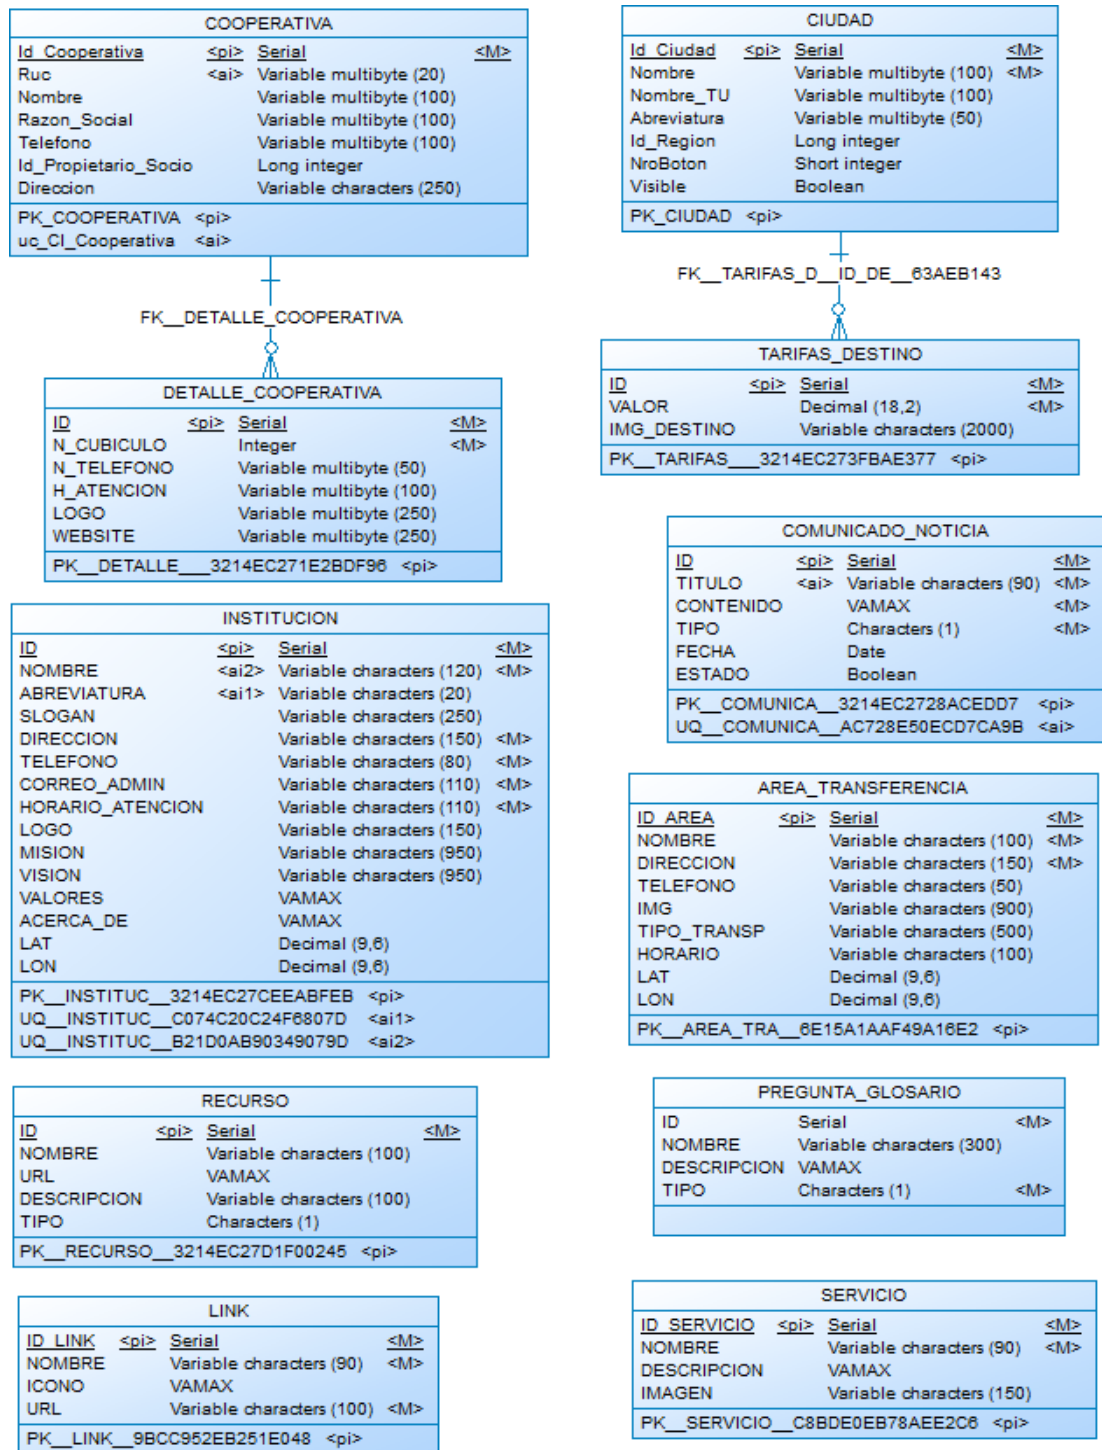 COOPERATIVA
Id_Cooperativa <pi> Serial <M>
Ruc <ai> Variable multibyte (20)
Nombre Variable multibyte (100)
Razon_Social Variable multibyte (100)
Telefono Variable multibyte (100)
Id_Propietario_Socio Long integer
Direccion Variable characters (250)
PK_COOPERATIVA <pi>
uc_CI_Cooperativa <ai>
FK__DETALLE_COOPERATIVA
DETALLE_COOPERATIVA
ID <pi> Serial <M>
N_CUBICULO Integer <M>
N_TELEFONO Variable multibyte (50)
H_ATENCION Variable multibyte (100)
LOGO Variable multibyte (250)
WEBSITE Variable multibyte (250)
PK__DETALLE___3214EC271E2BDF96 <pi>
INSTITUCION
ID <pi> Serial <M>
NOMBRE <ai2> Variable characters (120) <M>
ABREVIATURA <ai1> Variable characters (20)
SLOGAN Variable characters (250)
DIRECCION Variable characters (150) <M>
TELEFONO Variable characters (80) <M>
CORREO_ADMIN Variable characters (110) <M>
HORARIO_ATENCION Variable characters (110) <M>
LOGO Variable characters (150)
MISION Variable characters (950)
VISION Variable characters (950)
VALORES VAMAX
ACERCA_DE VAMAX
LAT Decimal (9,6)
LON Decimal (9,6)
PK__INSTITUC__3214EC27CEEABFEB <pi>
UQ__INSTITUC__C074C20C24F6807D <ai1>
UQ__INSTITUC__B21D0AB90349079D <ai2>
RECURSO
ID <pi> Serial <M>
NOMBRE Variable characters (100)
URL VAMAX
DESCRIPCION Variable characters (100)
TIPO Characters (1)
PK__RECURSO__3214EC27D1F00245 <pi>
LINK
ID_LINK <pi> Serial <M>
NOMBRE Variable characters (90) <M>
ICONO VAMAX
URL Variable characters (100) <M>
PK__LINK__9BCC952EB251E048 <pi>
CIUDAD
Id_Ciudad <pi> Serial <M>
Nombre Variable multibyte (100) <M>
Nombre_TU Variable multibyte (100)
Abreviatura Variable multibyte (50)
Id_Region Long integer
NroBoton Short integer
Visible Boolean
PK_CIUDAD <pi>
FK__TARIFAS_D__ID_DE__63AEB143
TARIFAS_DESTINO
ID <pi> Serial <M>
VALOR Decimal (18,2) <M>
IMG_DESTINO Variable characters (2000)
PK__TARIFAS___3214EC273FBAE377 <pi>
COMUNICADO_NOTICIA
ID <pi> Serial <M>
TITULO <ai> Variable characters (90) <M>
CONTENIDO VAMAX <M>
TIPO Characters (1) <M>
FECHA Date
ESTADO Boolean
PK__COMUNICA__3214EC2728ACEDD7 <pi>
UQ__COMUNICA__AC728E50ECD7CA9B <ai>
AREA_TRANSFERENCIA
ID_AREA <pi> Serial <M>
NOMBRE Variable characters (100) <M>
DIRECCION Variable characters (150) <M>
TELEFONO Variable characters (50)
IMG Variable characters (900)
TIPO_TRANSP Variable characters (500)
HORARIO Variable characters (100)
LAT Decimal (9,6)
LON Decimal (9,6)
PK__AREA_TRA__6E15A1AAF49A16E2 <pi>
PREGUNTA_GLOSARIO
ID Serial <M>
NOMBRE Variable characters (300)
DESCRIPCION VAMAX
TIPO Characters (1) <M>
SERVICIO
ID_SERVICIO <pi> Serial <M>
NOMBRE Variable characters (90) <M>
DESCRIPCION VAMAX
IMAGEN Variable characters (150)
PK__SERVICIO__C8BDE0EB78AEE2C6 <pi>